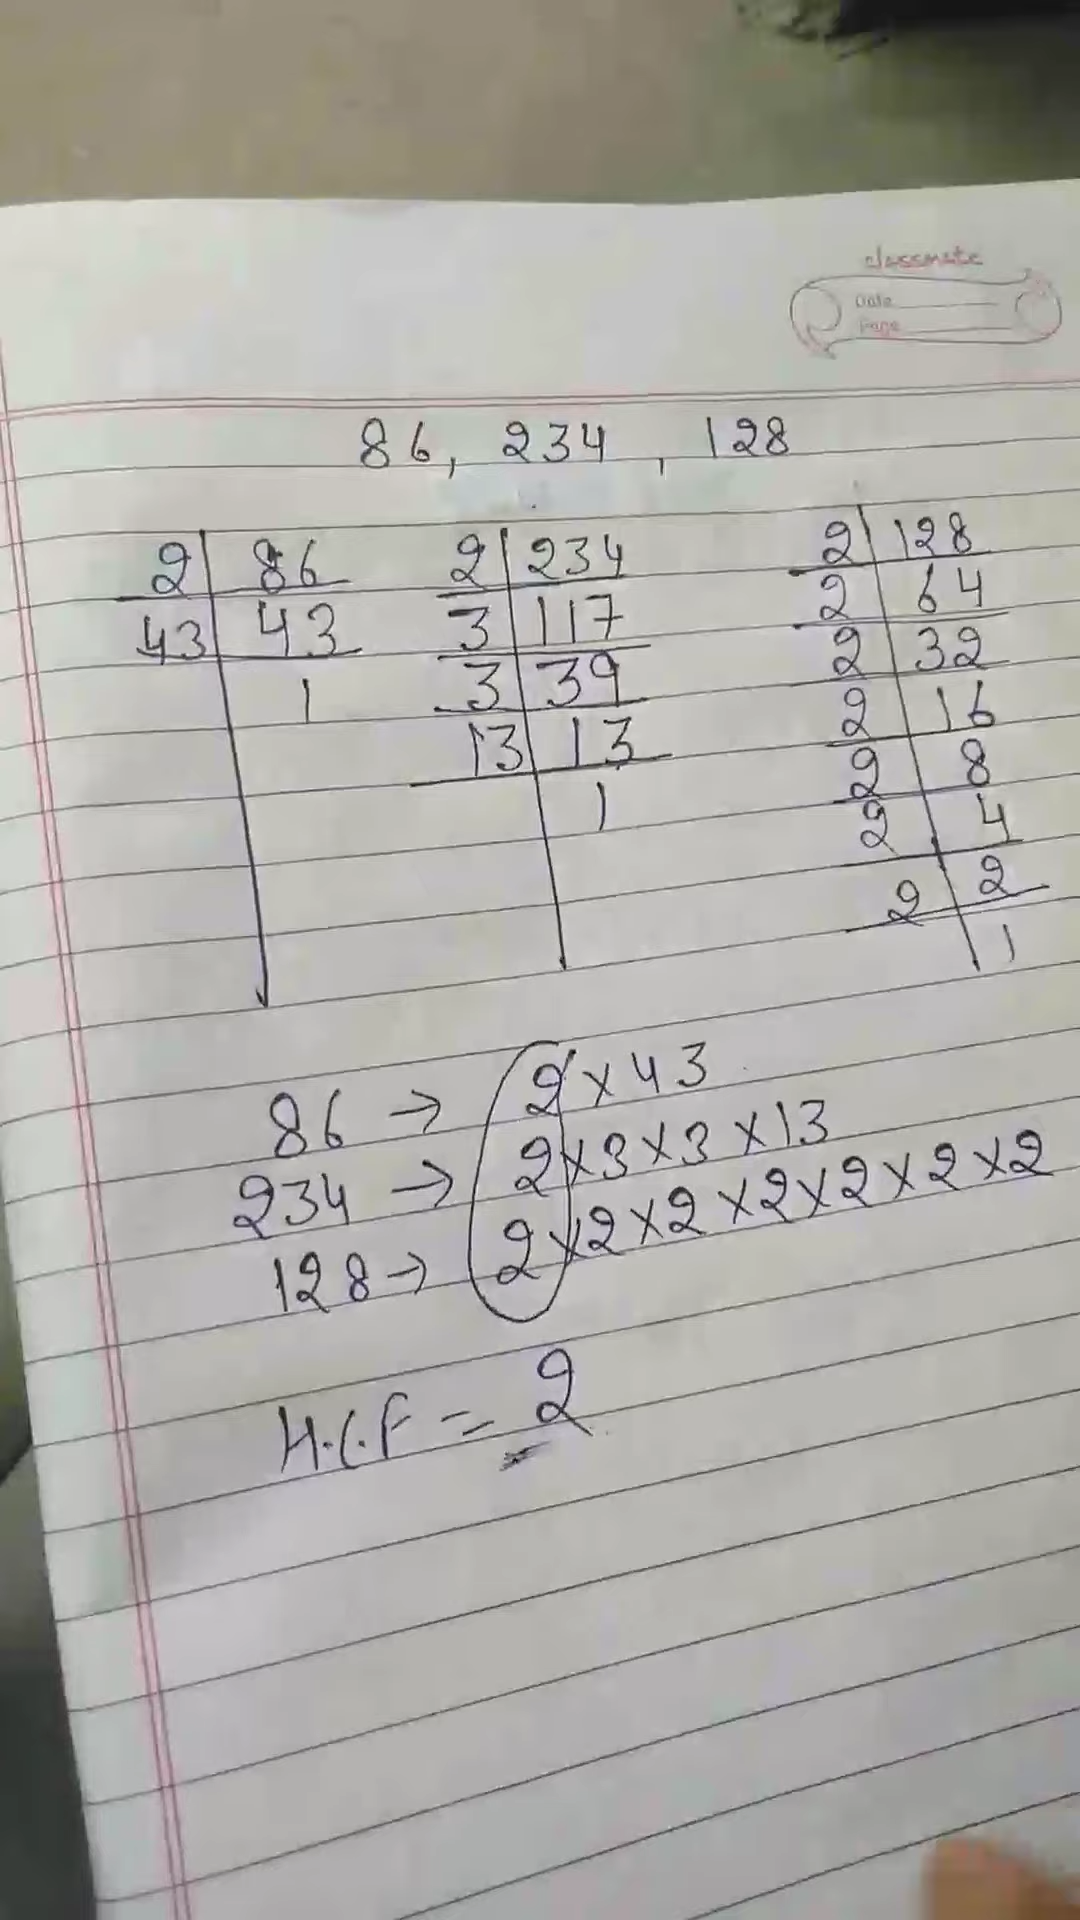 classmate
Date
Page
86, 234, 128
2 | 86
43 | 43
1
2 | 234
3 | 117
3 | 39
13 | 13
1
2 | 128
2 | 64
2 | 32
2 | 16
2 | 8
2 | 4
2 | 2
1
86 → 2 x 43
234 → 2 x 3 x 3 x 13
128 → 2 x 2 x 2 x 2 x 2 x 2 x 2
H.C.F = 2